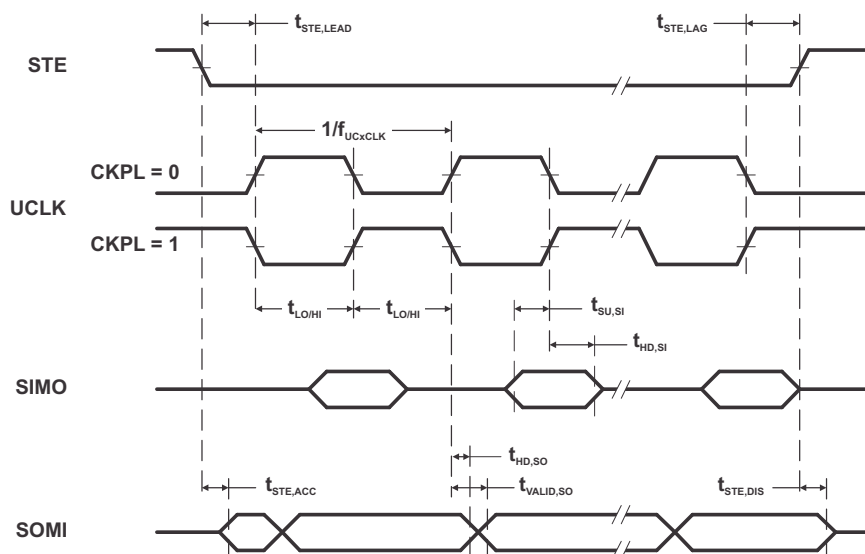 tSTE,LEAD
tSTE,LAG
STE
1/fUCxCLK
CKPL = 0
UCLK
CKPL = 1
tLO/HI tLO/HI
tSU,SI
tHD,SI
SIMO
tHD,SO
tSTE,ACC tVALID,SO tSTE,DIS
SOMI